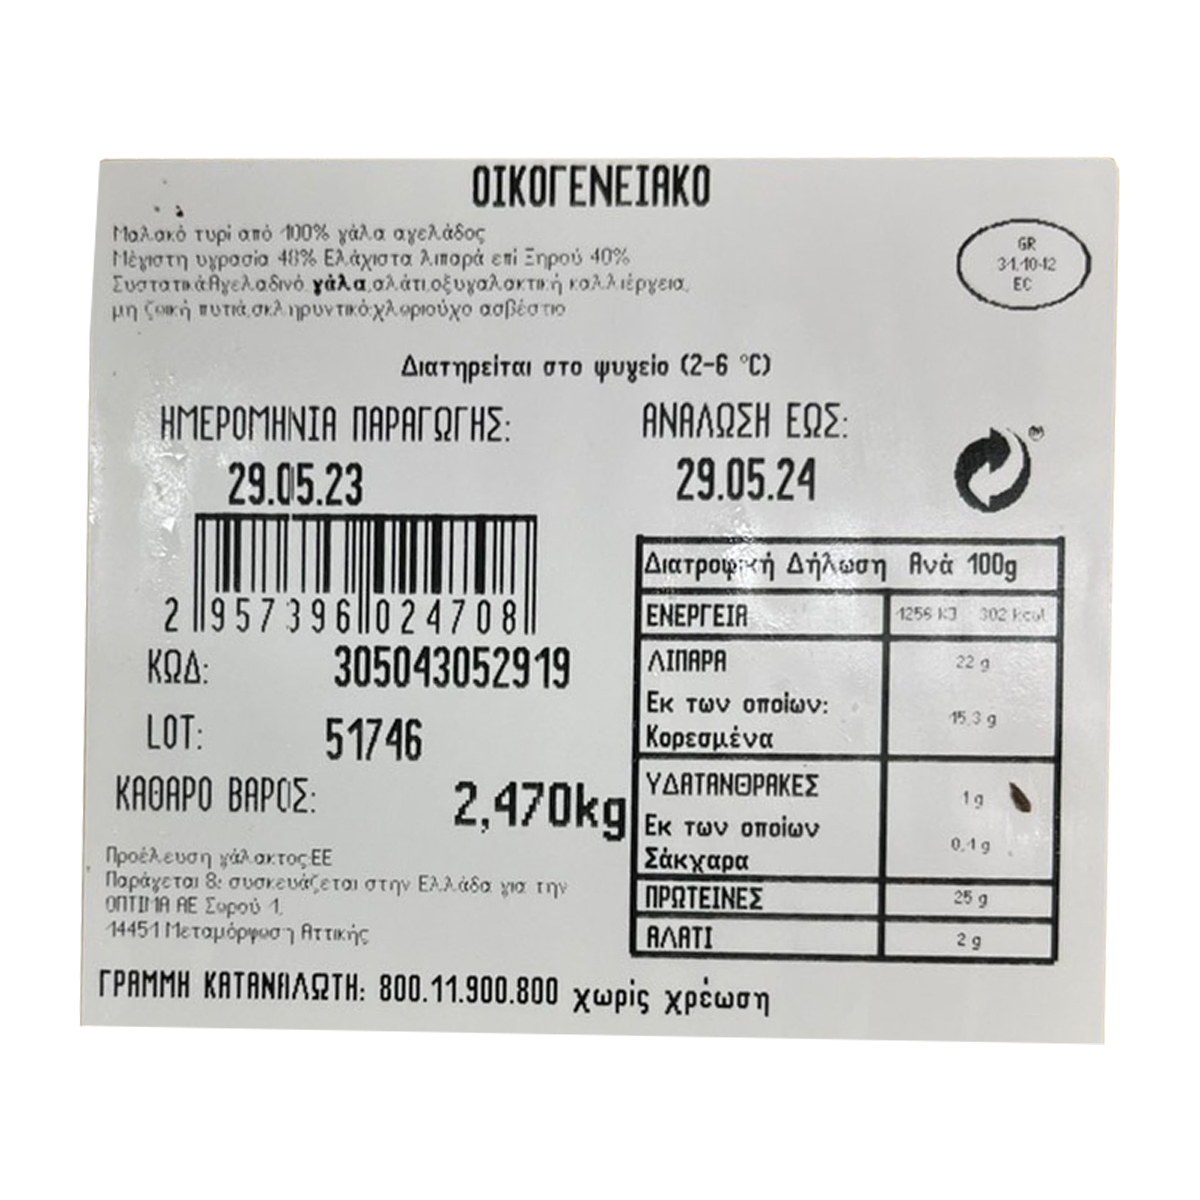 ΟΙΚΟΓΕΝΕΙΑΚΟ
Μαλακό τυρί από 100% γάλα αγελάδος
Μέγιστη υγρασία 48% Ελάχιστα λιπαρά επί Ξηρού 40%
Συστατικά:Αγελαδινό γάλα,αλάτι,οξυγαλακτική καλλιέργεια,
μη ζωική πυτιά,σκληρυντικό:χλωριούχο ασβέστιο
GR
31.10-12
EC
Διατηρείται στο ψυγείο (2-6 °C)
ΗΜΕΡΟΜΗΝΙΑ ΠΑΡΑΓΩΓΗΣ:
29.05.23
ΑΝΑΛΩΣΗ ΕΩΣ:
29.05.24
2 957396 024708
ΚΩΔ: 305043052919
LOT: 51746
ΚΑΘΑΡΟ ΒΑΡΟΣ: 2,470kg
Διατροφική Δήλωση Ανά 100g
ΕΝΕΡΓΕΙΑ 1256 KJ 302 kcal
ΛΙΠΑΡΑ 22 g
Εκ των οποίων:
Κορεσμένα 15,3 g
ΥΔΑΤΑΝΘΡΑΚΕΣ 1 g
Εκ των οποίων
Σάκχαρα 0,1 g
ΠΡΩΤΕΙΝΕΣ 25 g
ΑΛΑΤΙ 2 g
Προέλευση γάλακτος:ΕΕ
Παράγεται & συσκευάζεται στην Ελλάδα για την
ΟΠΤΙΜΑ ΑΕ Σωρού 1,
14451 Μεταμόρφωση Αττικής
ΓΡΑΜΜΗ ΚΑΤΑΝΑΛΩΤΗ: 800.11.900.800 χωρίς χρέωση